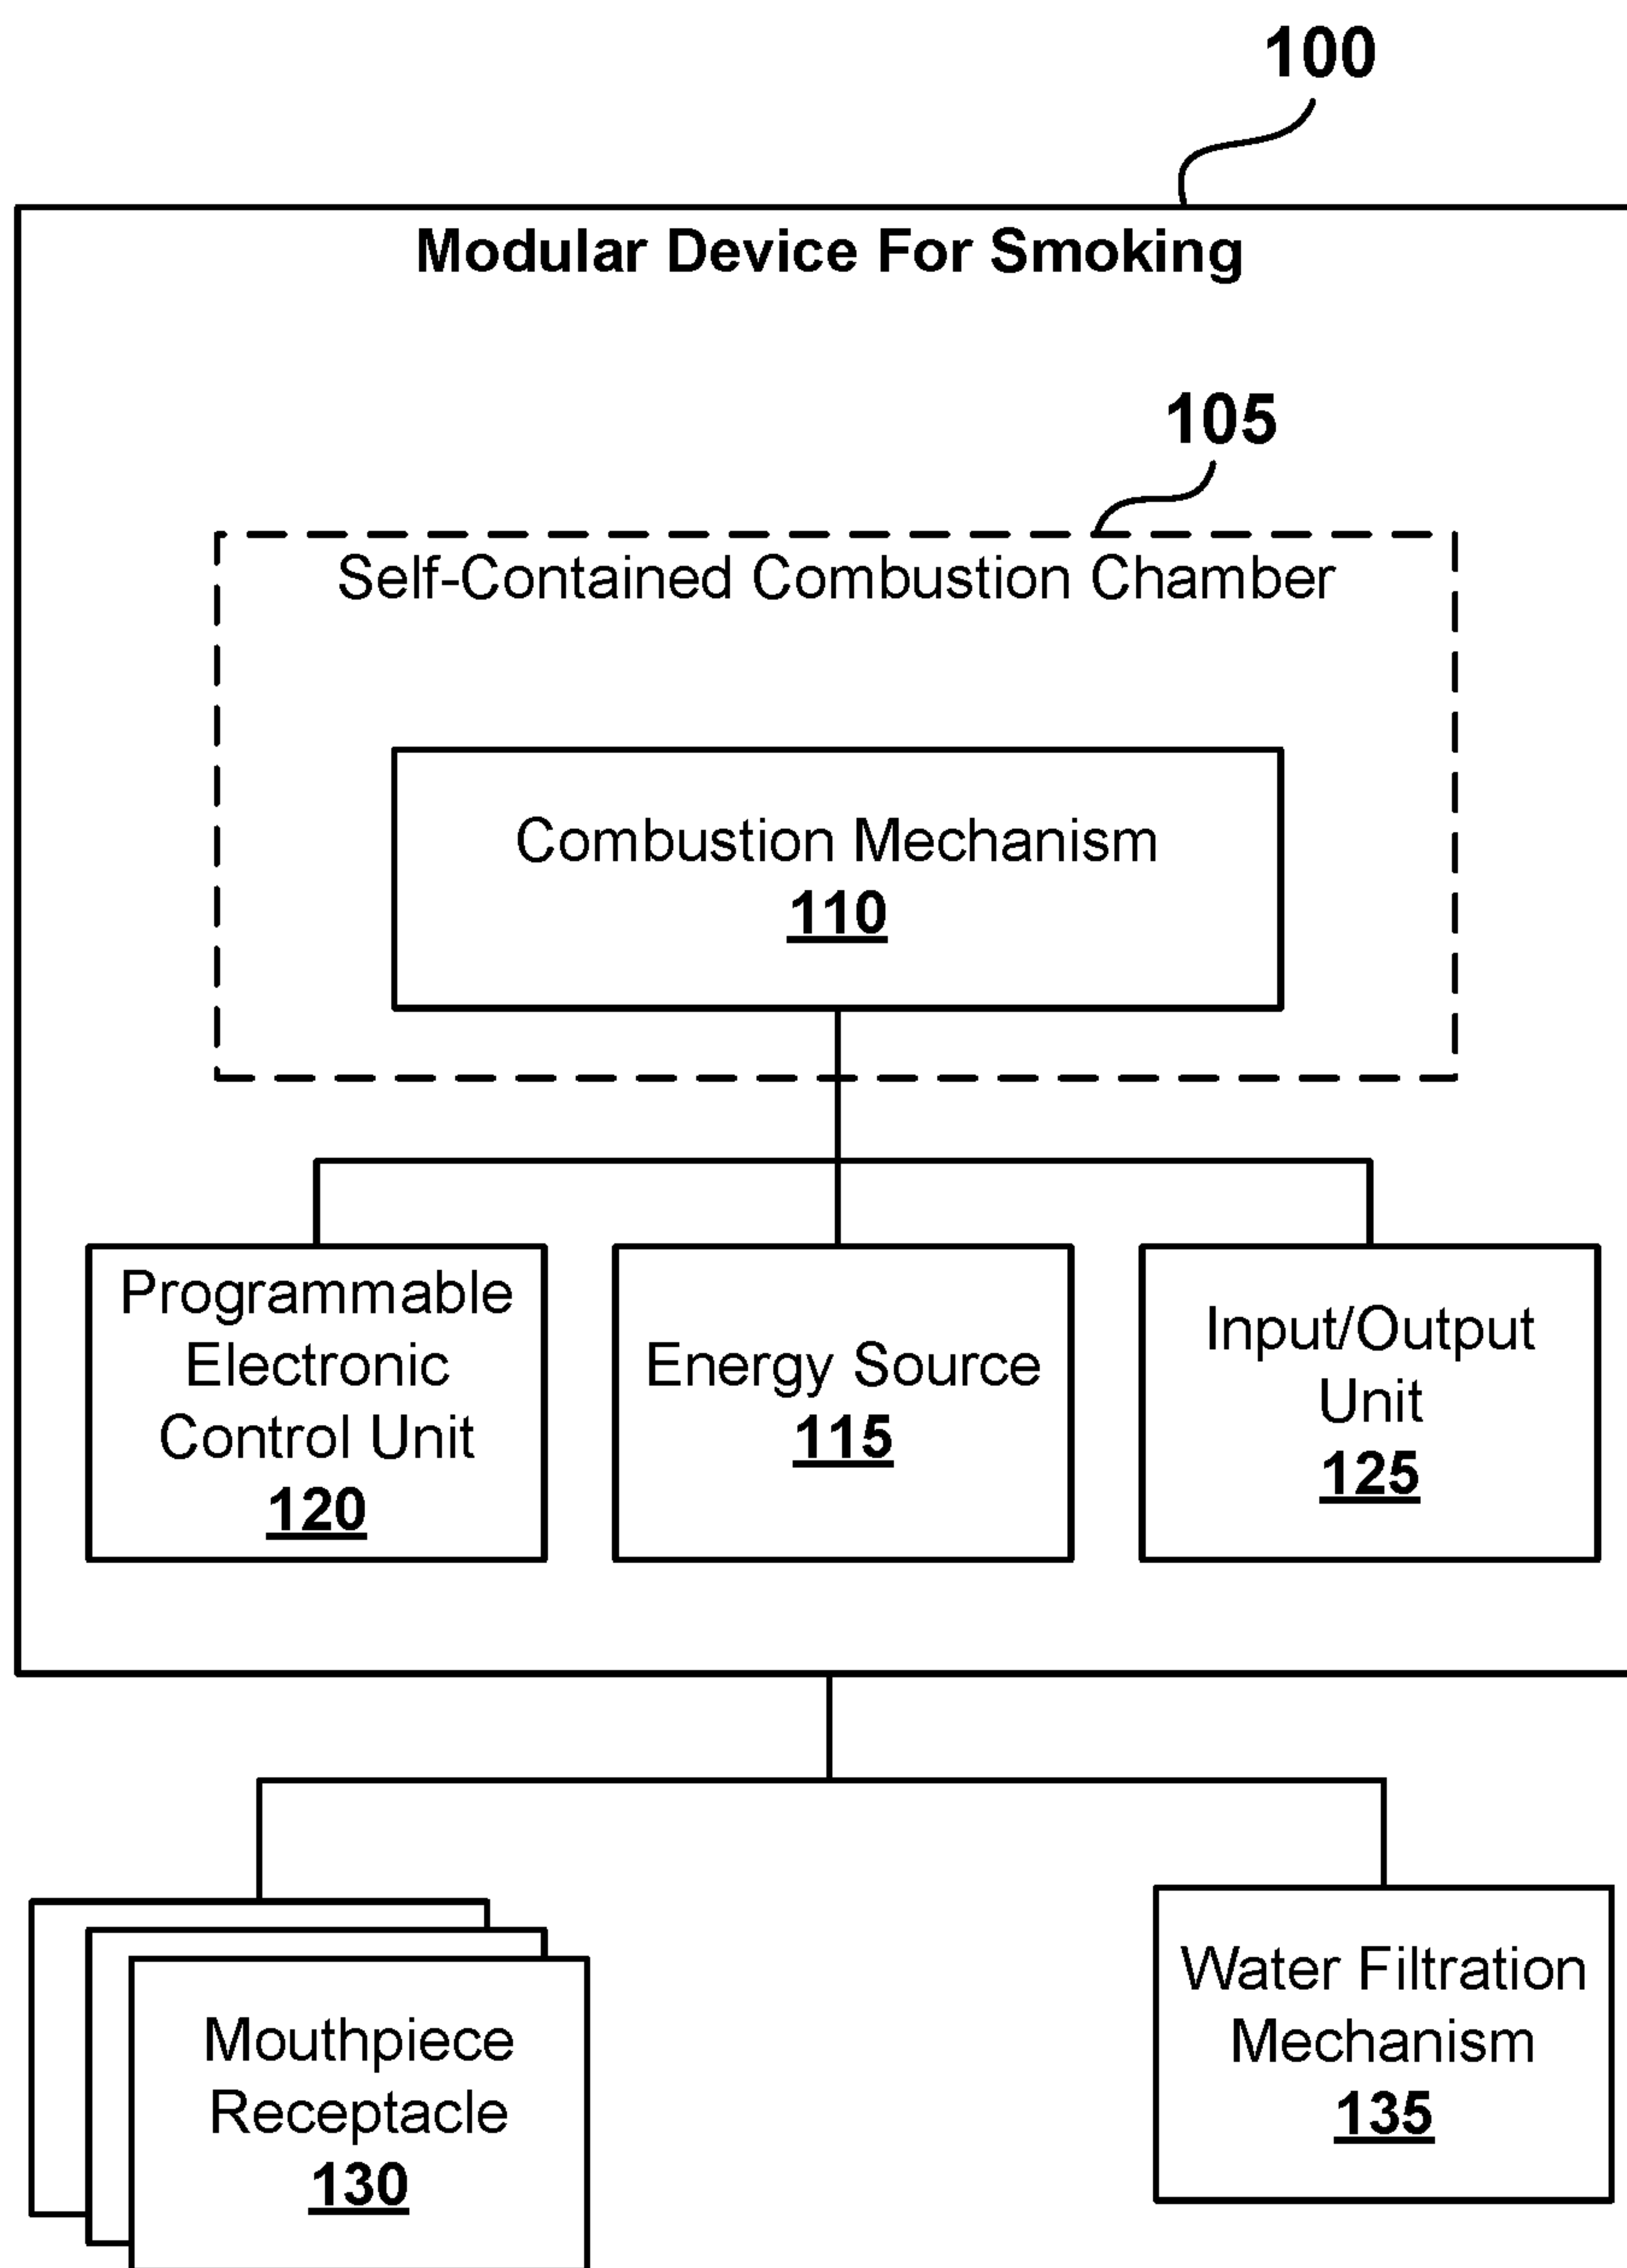 100
Modular Device For Smoking
105
Self-Contained Combustion Chamber
Combustion Mechanism
110
Programmable
Electronic
Control Unit
120
Energy Source
115
Input/Output
Unit
125
Mouthpiece
Receptacle
130
Water Filtration
Mechanism
135